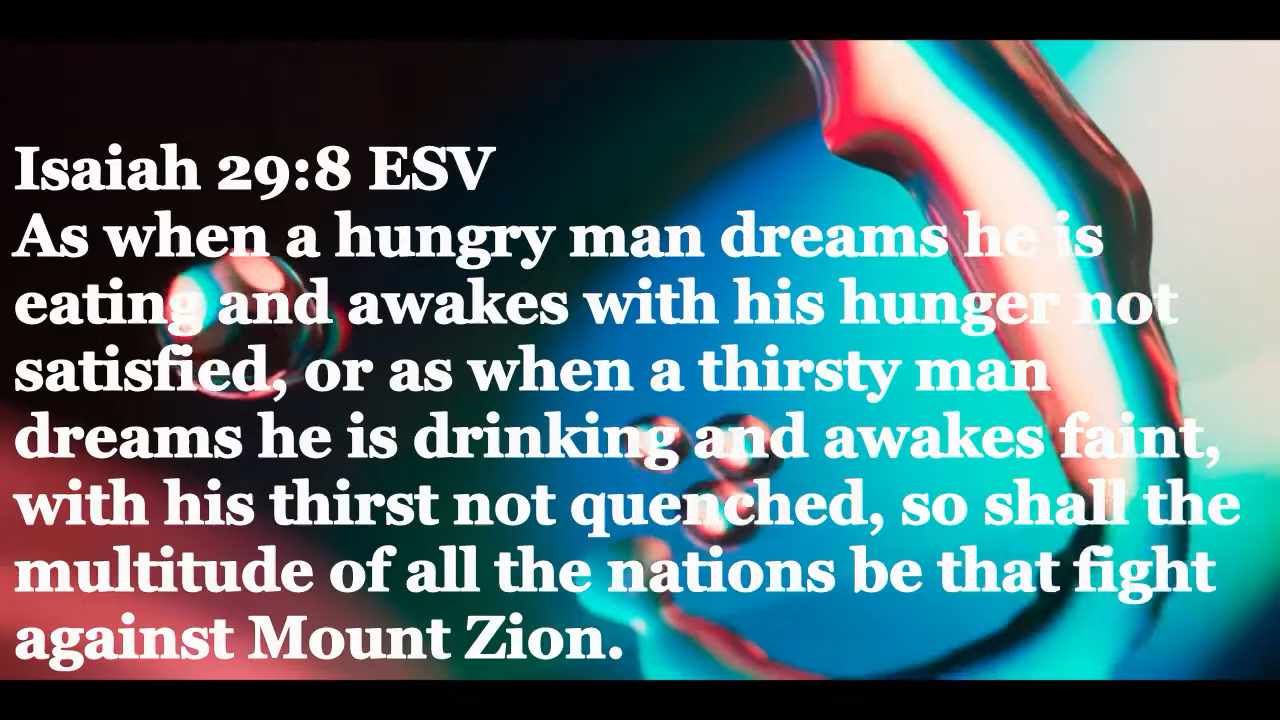 Isaiah 29:8 ESV
As when a hungry man dreams he is
eating and awakes with his hunger not
satisfied, or as when a thirsty man
dreams he is drinking and awakes faint,
with his thirst not quenched, so shall the
multitude of all the nations be that fight
against Mount Zion.